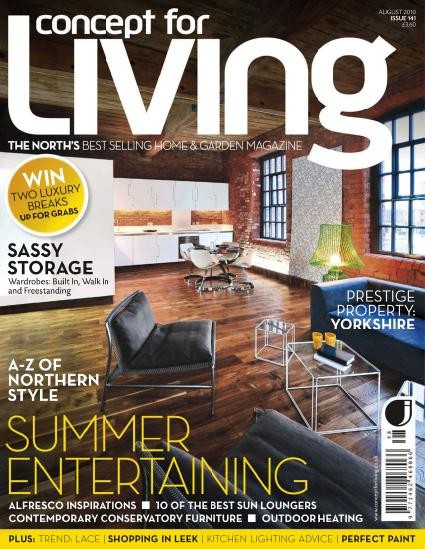 concept for
LIVING
AUGUST 2010
ISSUE 141
£3.60
THE NORTH'S BEST SELLING HOME & GARDEN MAGAZINE
WIN
TWO LUXURY
BREAKS
UP FOR GRABS
SASSY
STORAGE
Wardrobes: Built In, Walk In
and Freestanding
PRESTIGE
PROPERTY:
YORKSHIRE
A-Z OF
NORTHERN
STYLE
SUMMER
ENTERTAINING
ALFRESCO INSPIRATIONS ■ 10 OF THE BEST SUN LOUNGERS
CONTEMPORARY CONSERVATORY FURNITURE ■ OUTDOOR HEATING
PLUS: TREND: LACE | SHOPPING IN LEEK | KITCHEN LIGHTING ADVICE | PERFECT PAINT